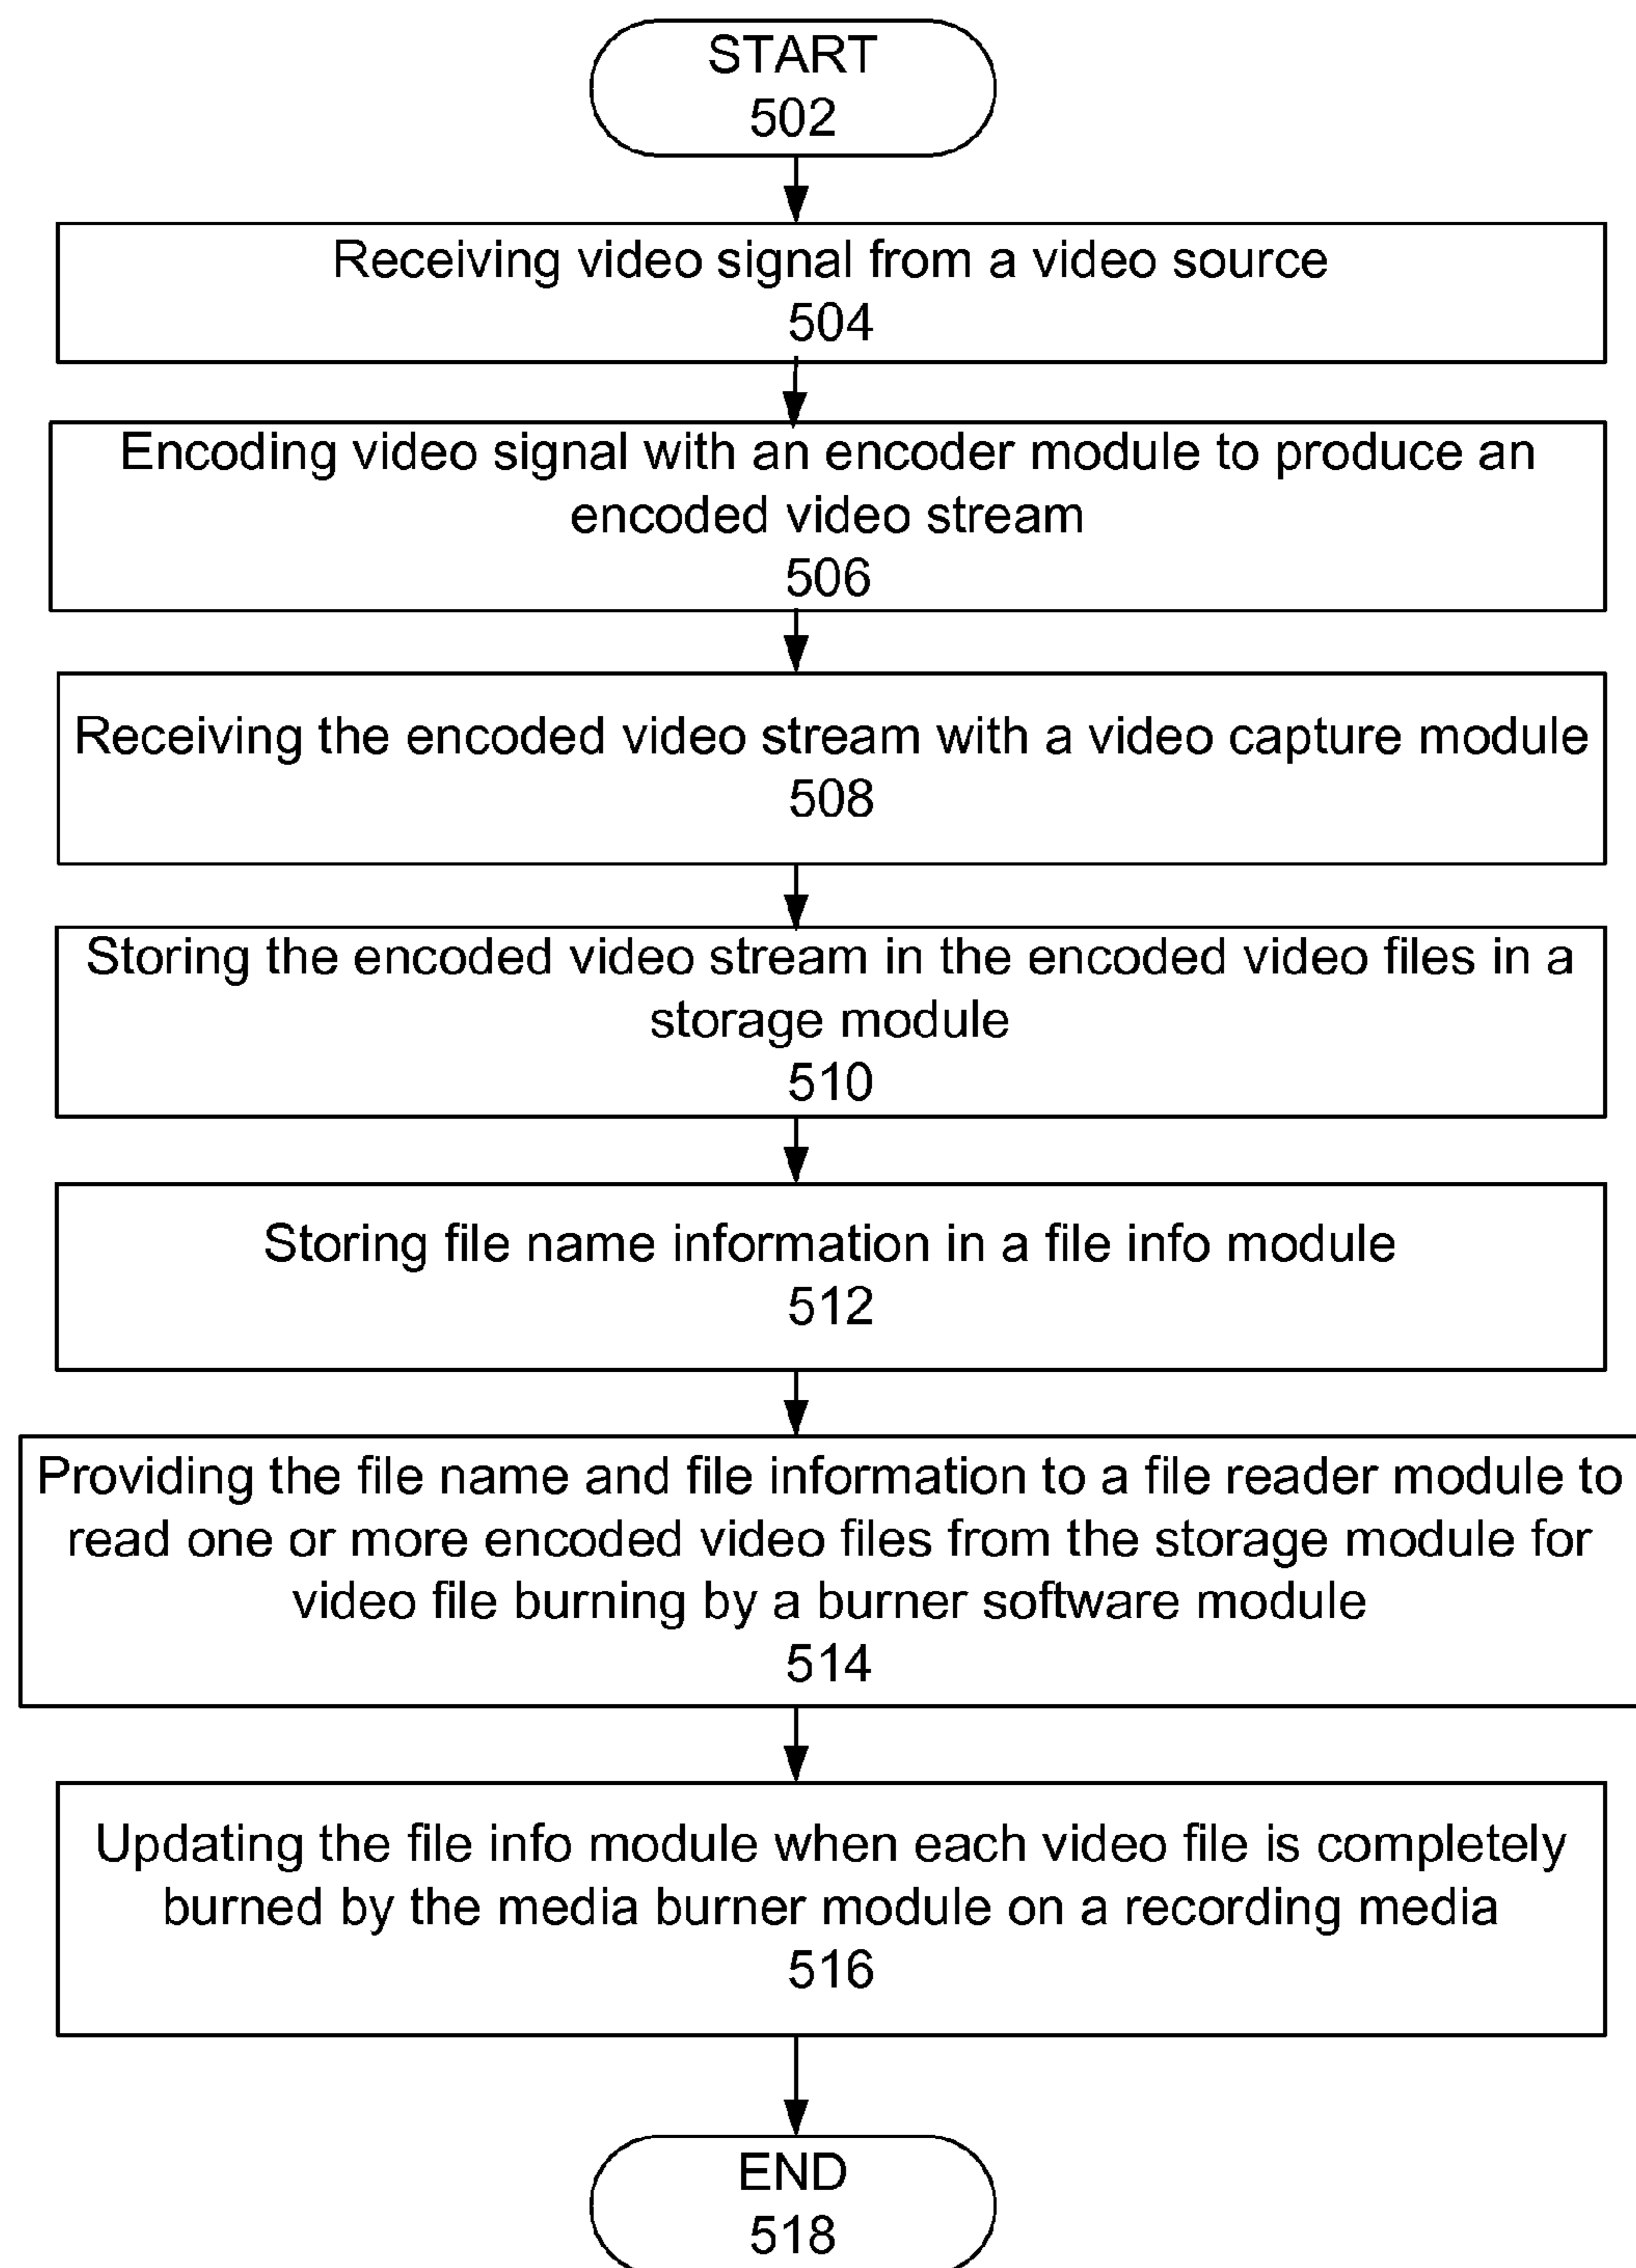 START
502
Receiving video signal from a video source
504
Encoding video signal with an encoder module to produce an
encoded video stream
506
Receiving the encoded video stream with a video capture module
508
Storing the encoded video stream in the encoded video files in a
storage module
510
Storing file name information in a file info module
512
Providing the file name and file information to a file reader module to
read one or more encoded video files from the storage module for
video file burning by a burner software module
514
Updating the file info module when each video file is completely
burned by the media burner module on a recording media
516
END
518